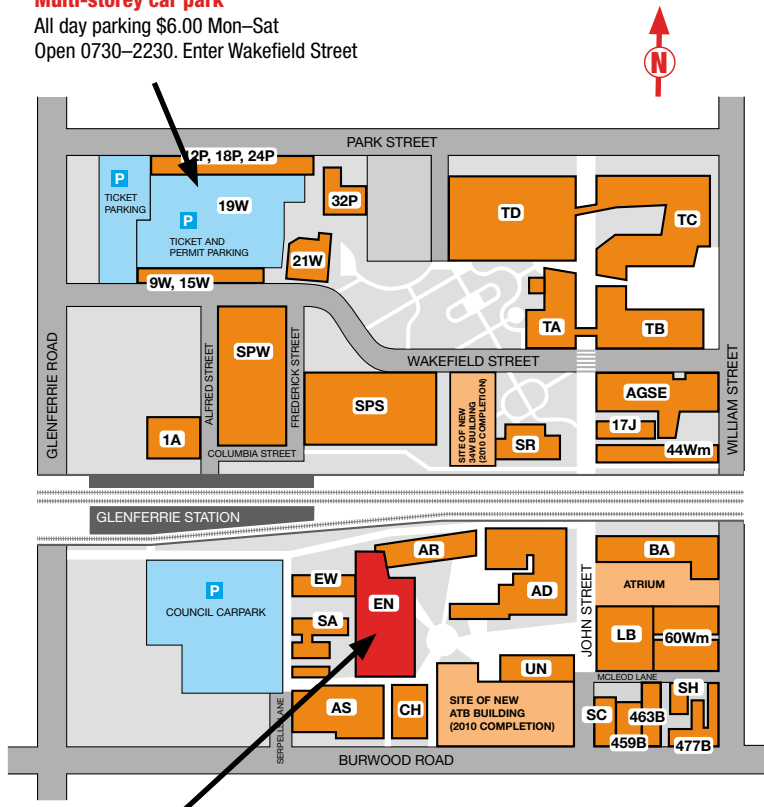 Multi-storey car park
All day parking $6.00 Mon–Sat
Open 0730–2230. Enter Wakefield Street
N
PARK STREET
12P, 18P, 24P
P
TICKET
PARKING
19W
P
TICKET AND
PERMIT PARKING
32P
21W
9W, 15W
TD
TC
TA
TB
WAKEFIELD STREET
GLENFERRIE ROAD
ALFRED STREET
SPW
FREDERICK STREET
SPS
SITE OF NEW
34W BUILDING
(2010 COMPLETION)
SR
AGSE
17J
44Wm
WILLIAM STREET
1A
COLUMBIA STREET
GLENFERRIE STATION
P
COUNCIL CARPARK
EW
SA
EN
AR
AD
JOHN STREET
BA
ATRIUM
LB
60Wm
MCLEOD LANE
UN
SITE OF NEW
ATB BUILDING
(2010 COMPLETION)
SERPELLS LANE
AS
CH
SC
463B
SH
459B
477B
BURWOOD ROAD